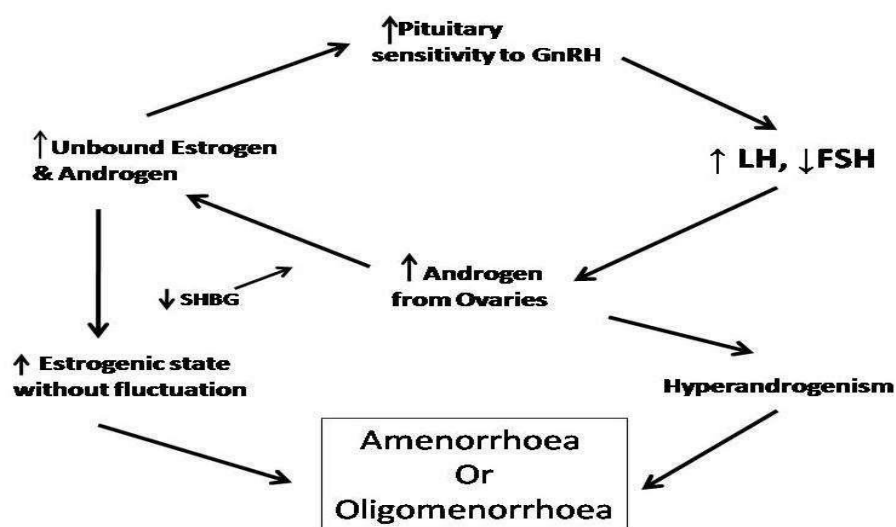 ↑Pituitary
sensitivity to GnRH
↑Unbound Estrogen
& Androgen
↑ LH, ↓FSH
↑ Androgen
from Ovaries
↓ SHBG
↑ Estrogenic state
without fluctuation
Hyperandrogenism
Amenorrhoea
Or
Oligomenorrhoea